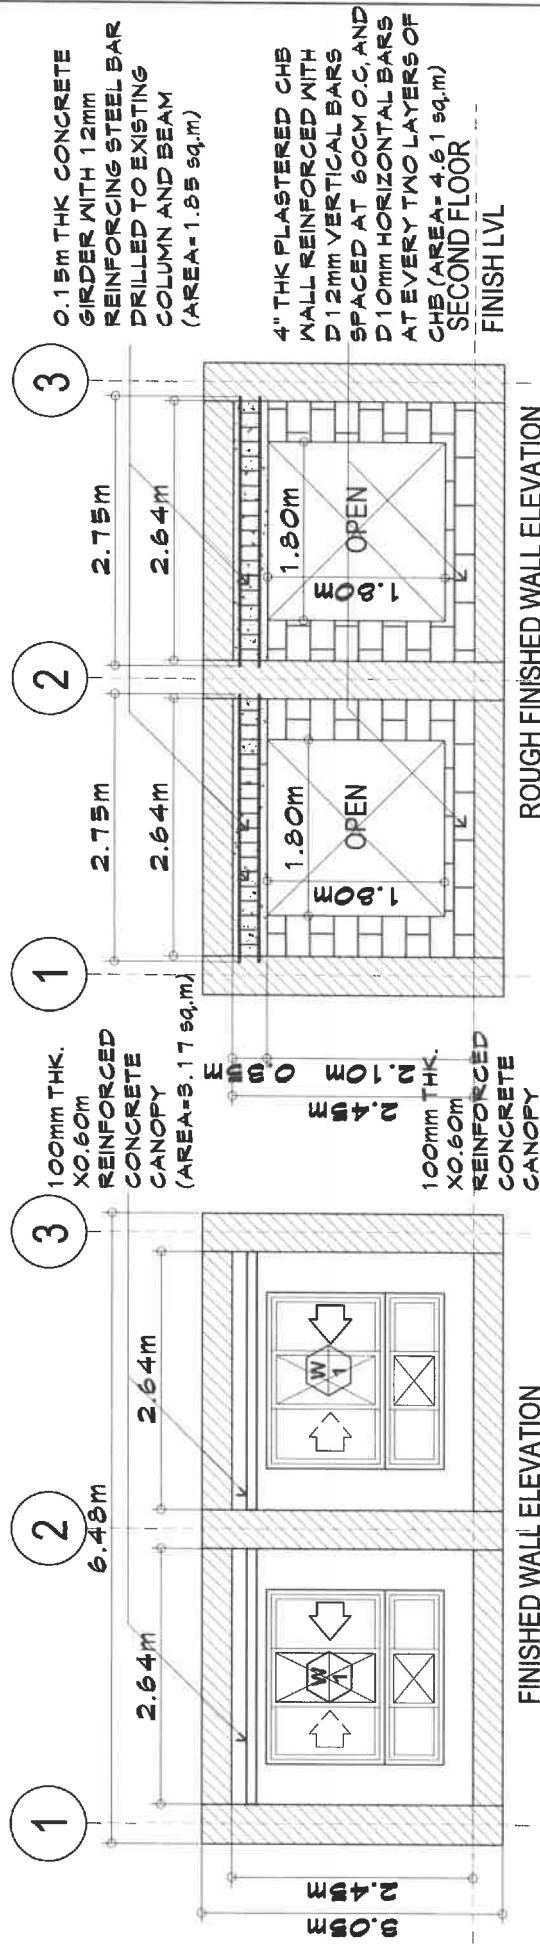 1
2
3
6.48m
2.64m
2.64m
100mm THK.
X0.60m
REINFORCED
CONCRETE
CANOPY
(AREA=3.17 sq.m)
3.05m
2.45m
W
1
W
1
FINISHED WALL ELEVATION
1
2
3
2.75m
2.75m
2.64m
2.64m
0.15m THK CONCRETE
GIRDER WITH 12mm
REINFORCING STEEL BAR
DRILLED TO EXISTING
COLUMN AND BEAM
(AREA=1.85 sq.m)
2.45m
2.10m
1.80m
1.80m
OPEN
1.80m
1.80m
OPEN
4" THK PLASTERED CHB
WALL REINFORCED WITH
D12mm VERTICAL BARS
SPACED AT 60CM O.C, AND
D10mm HORIZONTAL BARS
AT EVERY TWO LAYERS OF
CHB (AREA=4.61 sq.m)
SECOND FLOOR
FINISH LVL
100mm THK.
X0.60m
REINFORCED
CONCRETE
CANOPY
ROUGH FINISHED WALL ELEVATION